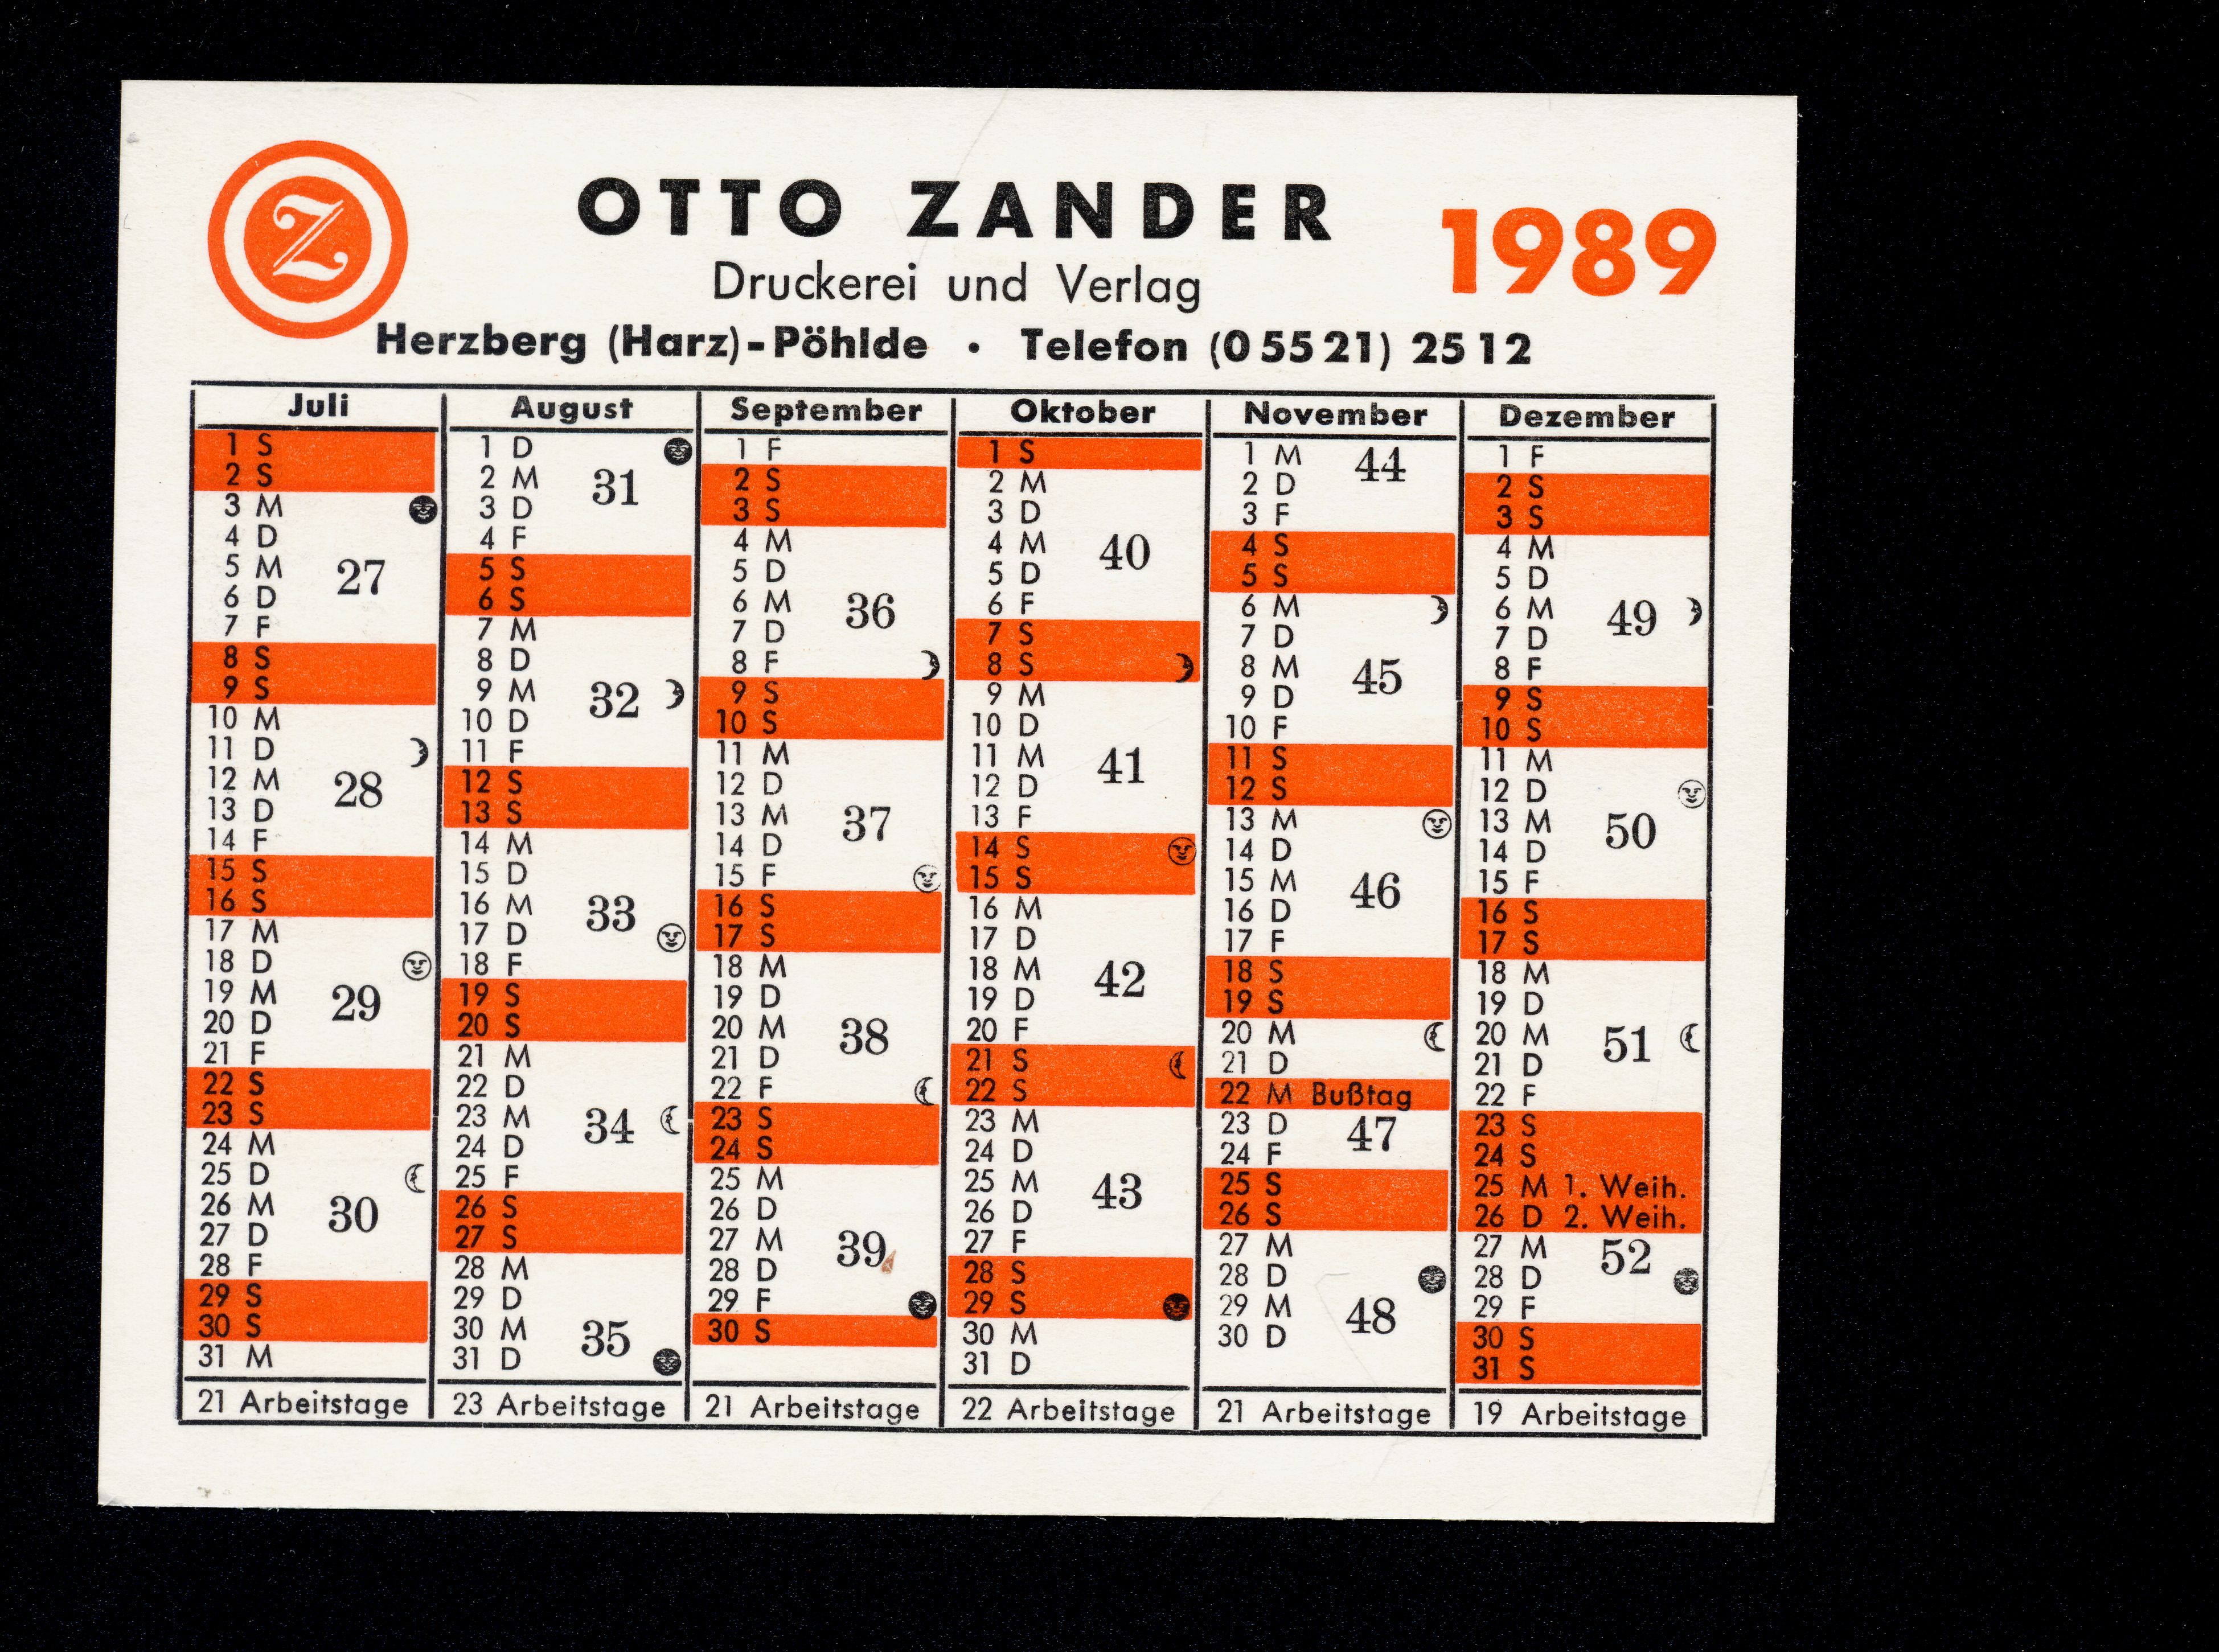 Z
OTTO ZANDER
1989
Druckerei und Verlag
Herzberg (Harz)-Pöhlde • Telefon (0 55 21) 25 12
Juli
1 S
2 S
3 M
4 D
5 M
27
6 D
7 F
8 S
9 S
10 M
11 D
12 M
28
13 D
14 F
15 S
16 S
17 M
18 D
19 M
29
20 D
21 F
22 S
23 S
24 M
25 D
26 M
30
27 D
28 F
29 S
30 S
31 M
21 Arbeitstage
August
1 D
2 M
31
3 D
4 F
5 S
6 S
7 M
8 D
9 M
32
10 D
11 F
12 S
13 S
14 M
15 D
16 M
33
17 D
18 F
19 S
20 S
21 M
22 D
23 M
34
24 D
25 F
26 S
27 S
28 M
29 D
30 M
35
31 D
23 Arbeitstage
September
1 F
2 S
3 S
4 M
5 D
6 M
36
7 D
8 F
9 S
10 S
11 M
12 D
13 M
37
14 D
15 F
16 S
17 S
18 M
19 D
20 M
38
21 D
22 F
23 S
24 S
25 M
26 D
27 M
39
28 D
29 F
30 S
21 Arbeitstage
Oktober
1 S
2 M
3 D
4 M
40
5 D
6 F
7 S
8 S
9 M
10 D
11 M
41
12 D
13 F
14 S
15 S
16 M
17 D
18 M
42
19 D
20 F
21 S
22 S
23 M
24 D
25 M
43
26 D
27 F
28 S
29 S
30 M
31 D
22 Arbeitstage
November
1 M
44
2 D
3 F
4 S
5 S
6 M
7 D
8 M
45
9 D
10 F
11 S
12 S
13 M
14 D
15 M
46
16 D
17 F
18 S
19 S
20 M
21 D
22 M Bußtag
23 D
47
24 F
25 S
26 S
27 M
28 D
29 M
48
30 D
21 Arbeitstage
Dezember
1 F
2 S
3 S
4 M
5 D
6 M
49
7 D
8 F
9 S
10 S
11 M
12 D
13 M
50
14 D
15 F
16 S
17 S
18 M
19 D
20 M
51
21 D
22 F
23 S
24 S
25 M 1. Weih.
26 D 2. Weih.
27 M
52
28 D
29 F
30 S
31 S
19 Arbeitstage